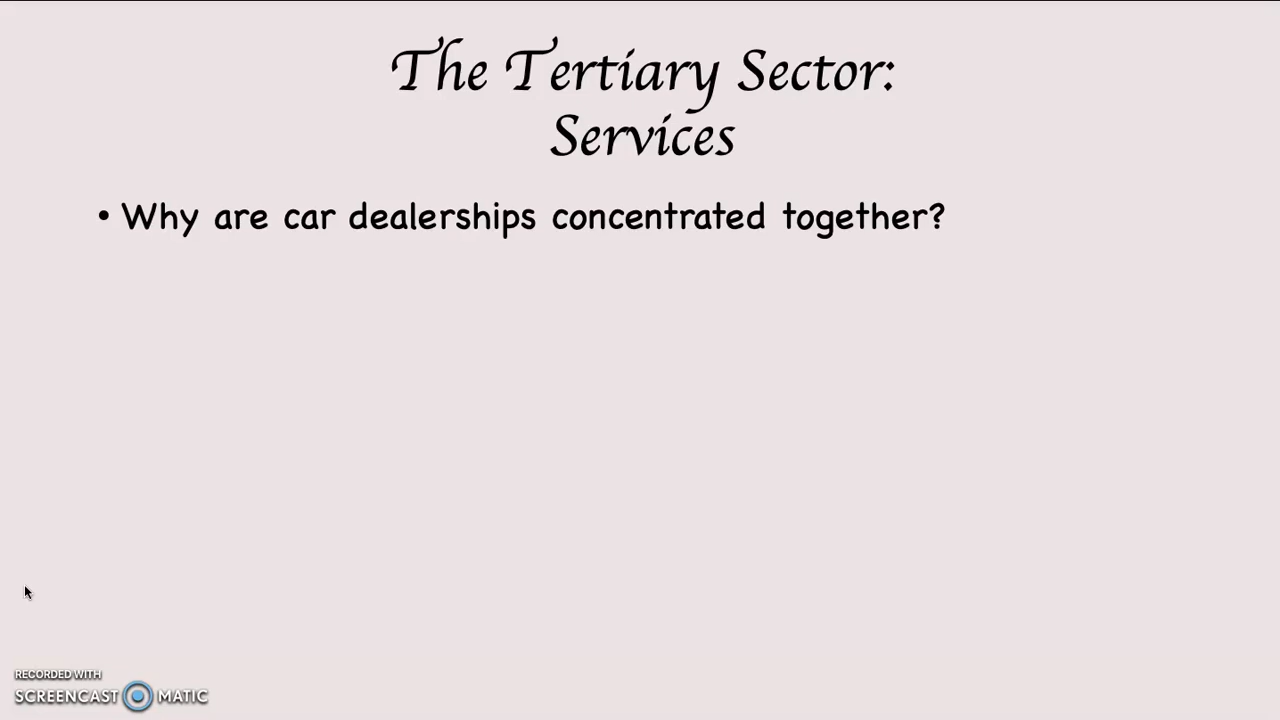 The Tertiary Sector:
Services
• Why are car dealerships concentrated together?
RECORDED WITH
SCREENCAST MATIC